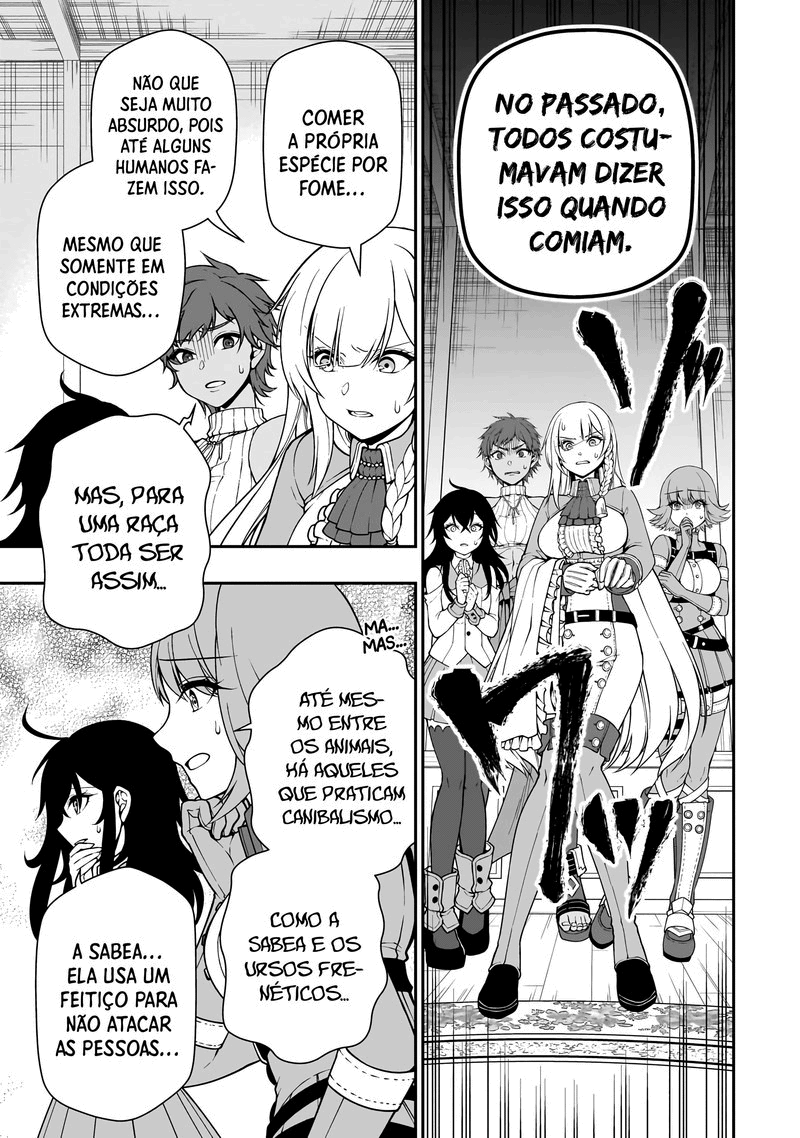 NO PASSADO,
TODOS COSTU-
MAVAM DIZER
ISSO QUANDO
COMIAM.
ゾワッ
COMER
A PRÓPRIA
ESPÉCIE POR
FOME...
NÃO QUE
SEJA MUITO
ABSURDO, POIS
ATÉ ALGUNS
HUMANOS FA-
ZEM ISSO.
MESMO QUE
SOMENTE EM
CONDIÇÕES
EXTREMAS...
MAS, PARA
UMA RAÇA
TODA SER
ASSIM...
MA...
MAS...
ATÉ MES-
MO ENTRE
OS ANIMAIS,
HÁ AQUELES
QUE PRATICAM
CANIBALISMO...
COMO A
SABEA E OS
URSOS FRE-
NÉTICOS...
A SABEA...
ELA USA UM
FEITIÇO PARA
NÃO ATACAR
AS PESSOAS...